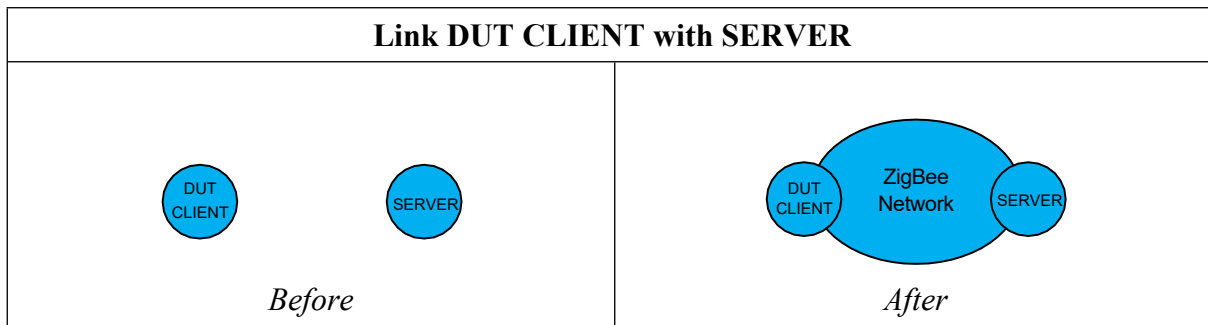 Link DUT CLIENT with SERVER
DUT
CLIENT
SERVER
Before
DUT
CLIENT
ZigBee
Network
SERVER
After